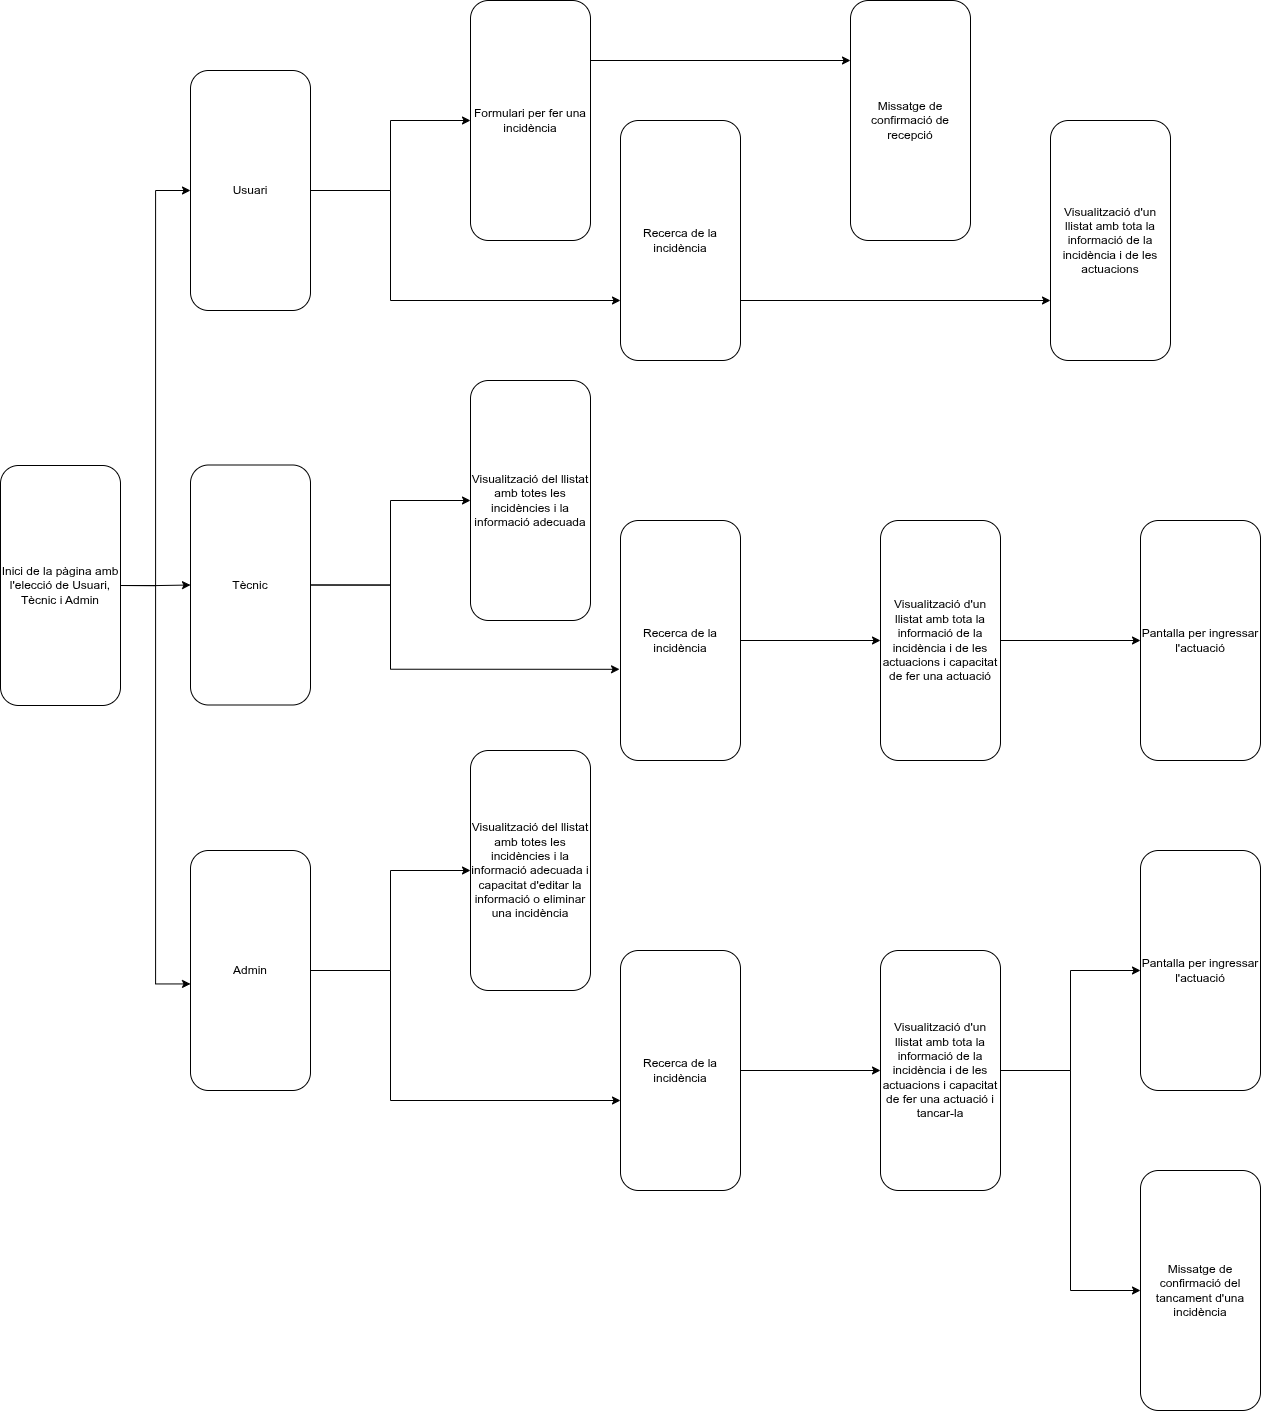 Formulari per fer una
incidència
Missatge de
confirmació de
recepció
Usuari
Recerca de la
incidència
Visualització d'un
llistat amb tota la
informació de la
incidència i de les
actuacions
Inici de la pàgina amb
l'elecció de Usuari,
Tècnic i Admin
Tècnic
Visualització del llistat
amb totes les
incidències i la
informació adecuada
Recerca de la
incidència
Visualització d'un
llistat amb tota la
informació de la
incidència i de les
actuacions i capacitat
de fer una actuació
Pantalla per ingressar
l'actuació
Admin
Visualització del llistat
amb totes les
incidències i la
informació adecuada i
capacitat d'editar la
informació o eliminar
una incidència
Recerca de la
incidència
Visualització d'un
llistat amb tota la
informació de la
incidència i de les
actuacions i capacitat
de fer una actuació i
tancar-la
Pantalla per ingressar
l'actuació
Missatge de
confirmació del
tancament d'una
incidència